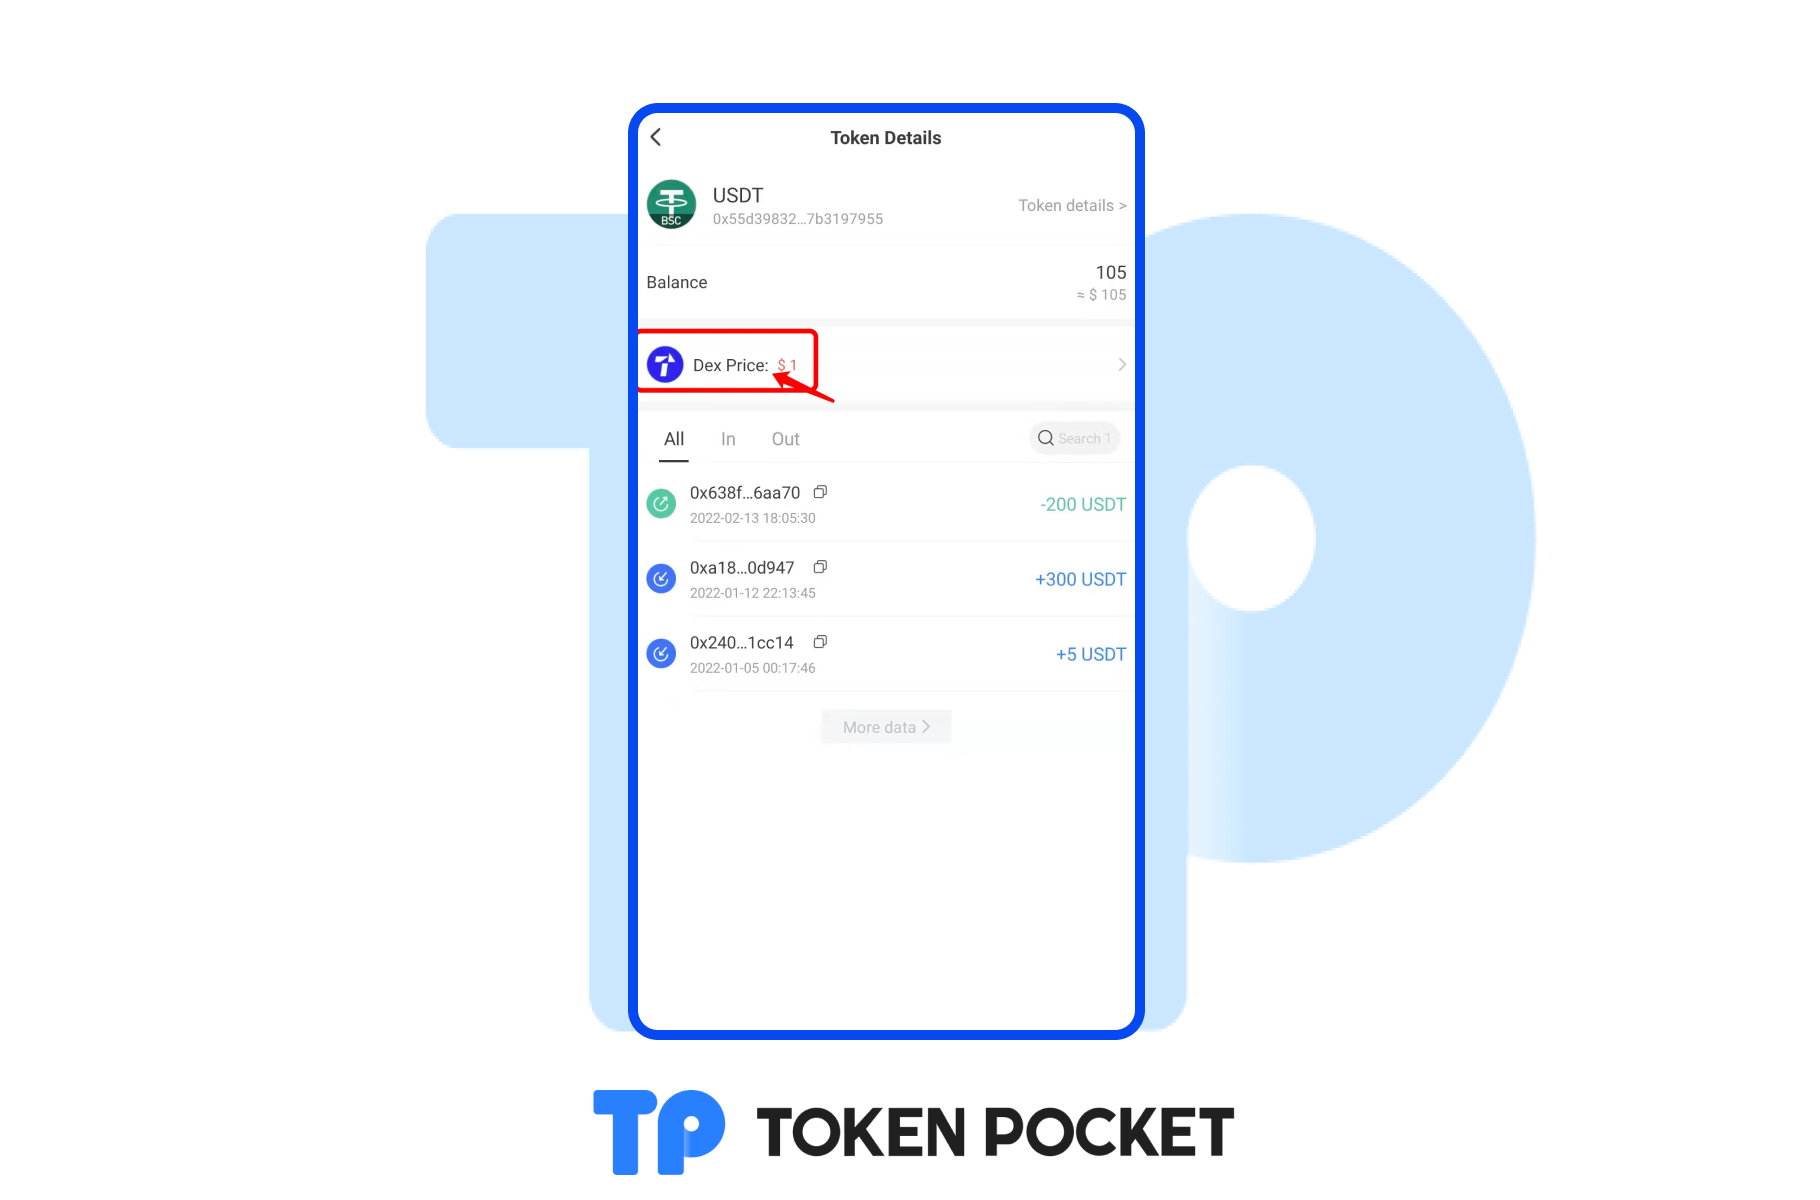 Token Details
USDT
0x55d39832...7b3197955
Token details >
BSC
Balance
105
≈ $ 105
Dex Price: $ 1
All In Out
Search T
0x638f...6aa70
2022-02-13 18:05:30
-200 USDT
0xa18...0d947
2022-01-12 22:13:45
+300 USDT
0x240...1cc14
2022-01-05 00:17:46
+5 USDT
More data >
TP TOKEN POCKET